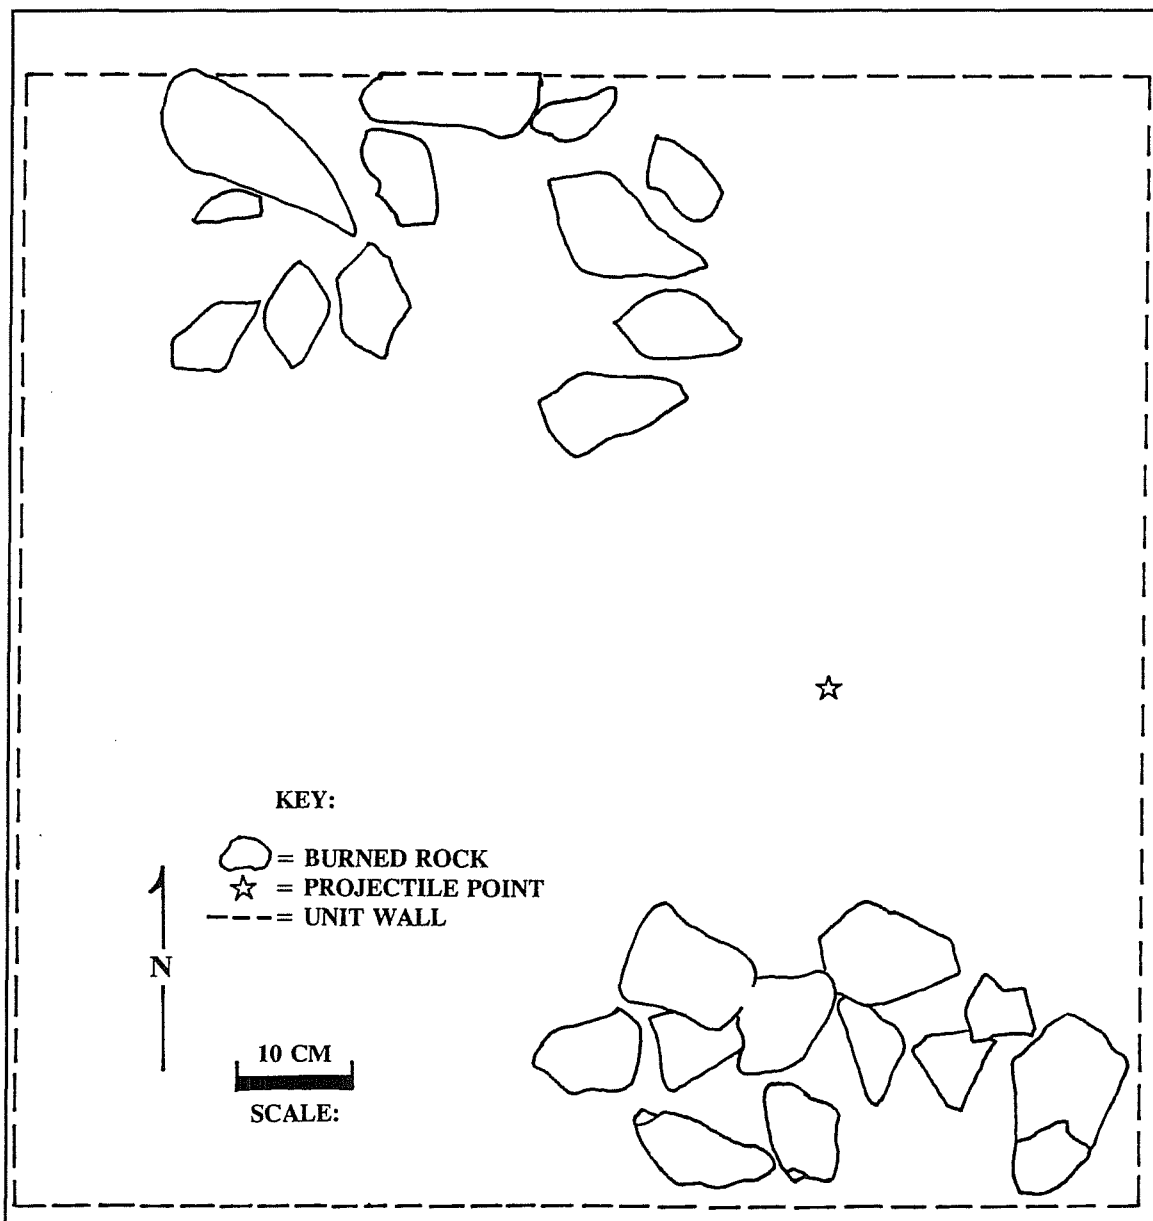 KEY:
= BURNED ROCK
= PROJECTILE POINT
= UNIT WALL
N
10 CM
SCALE: